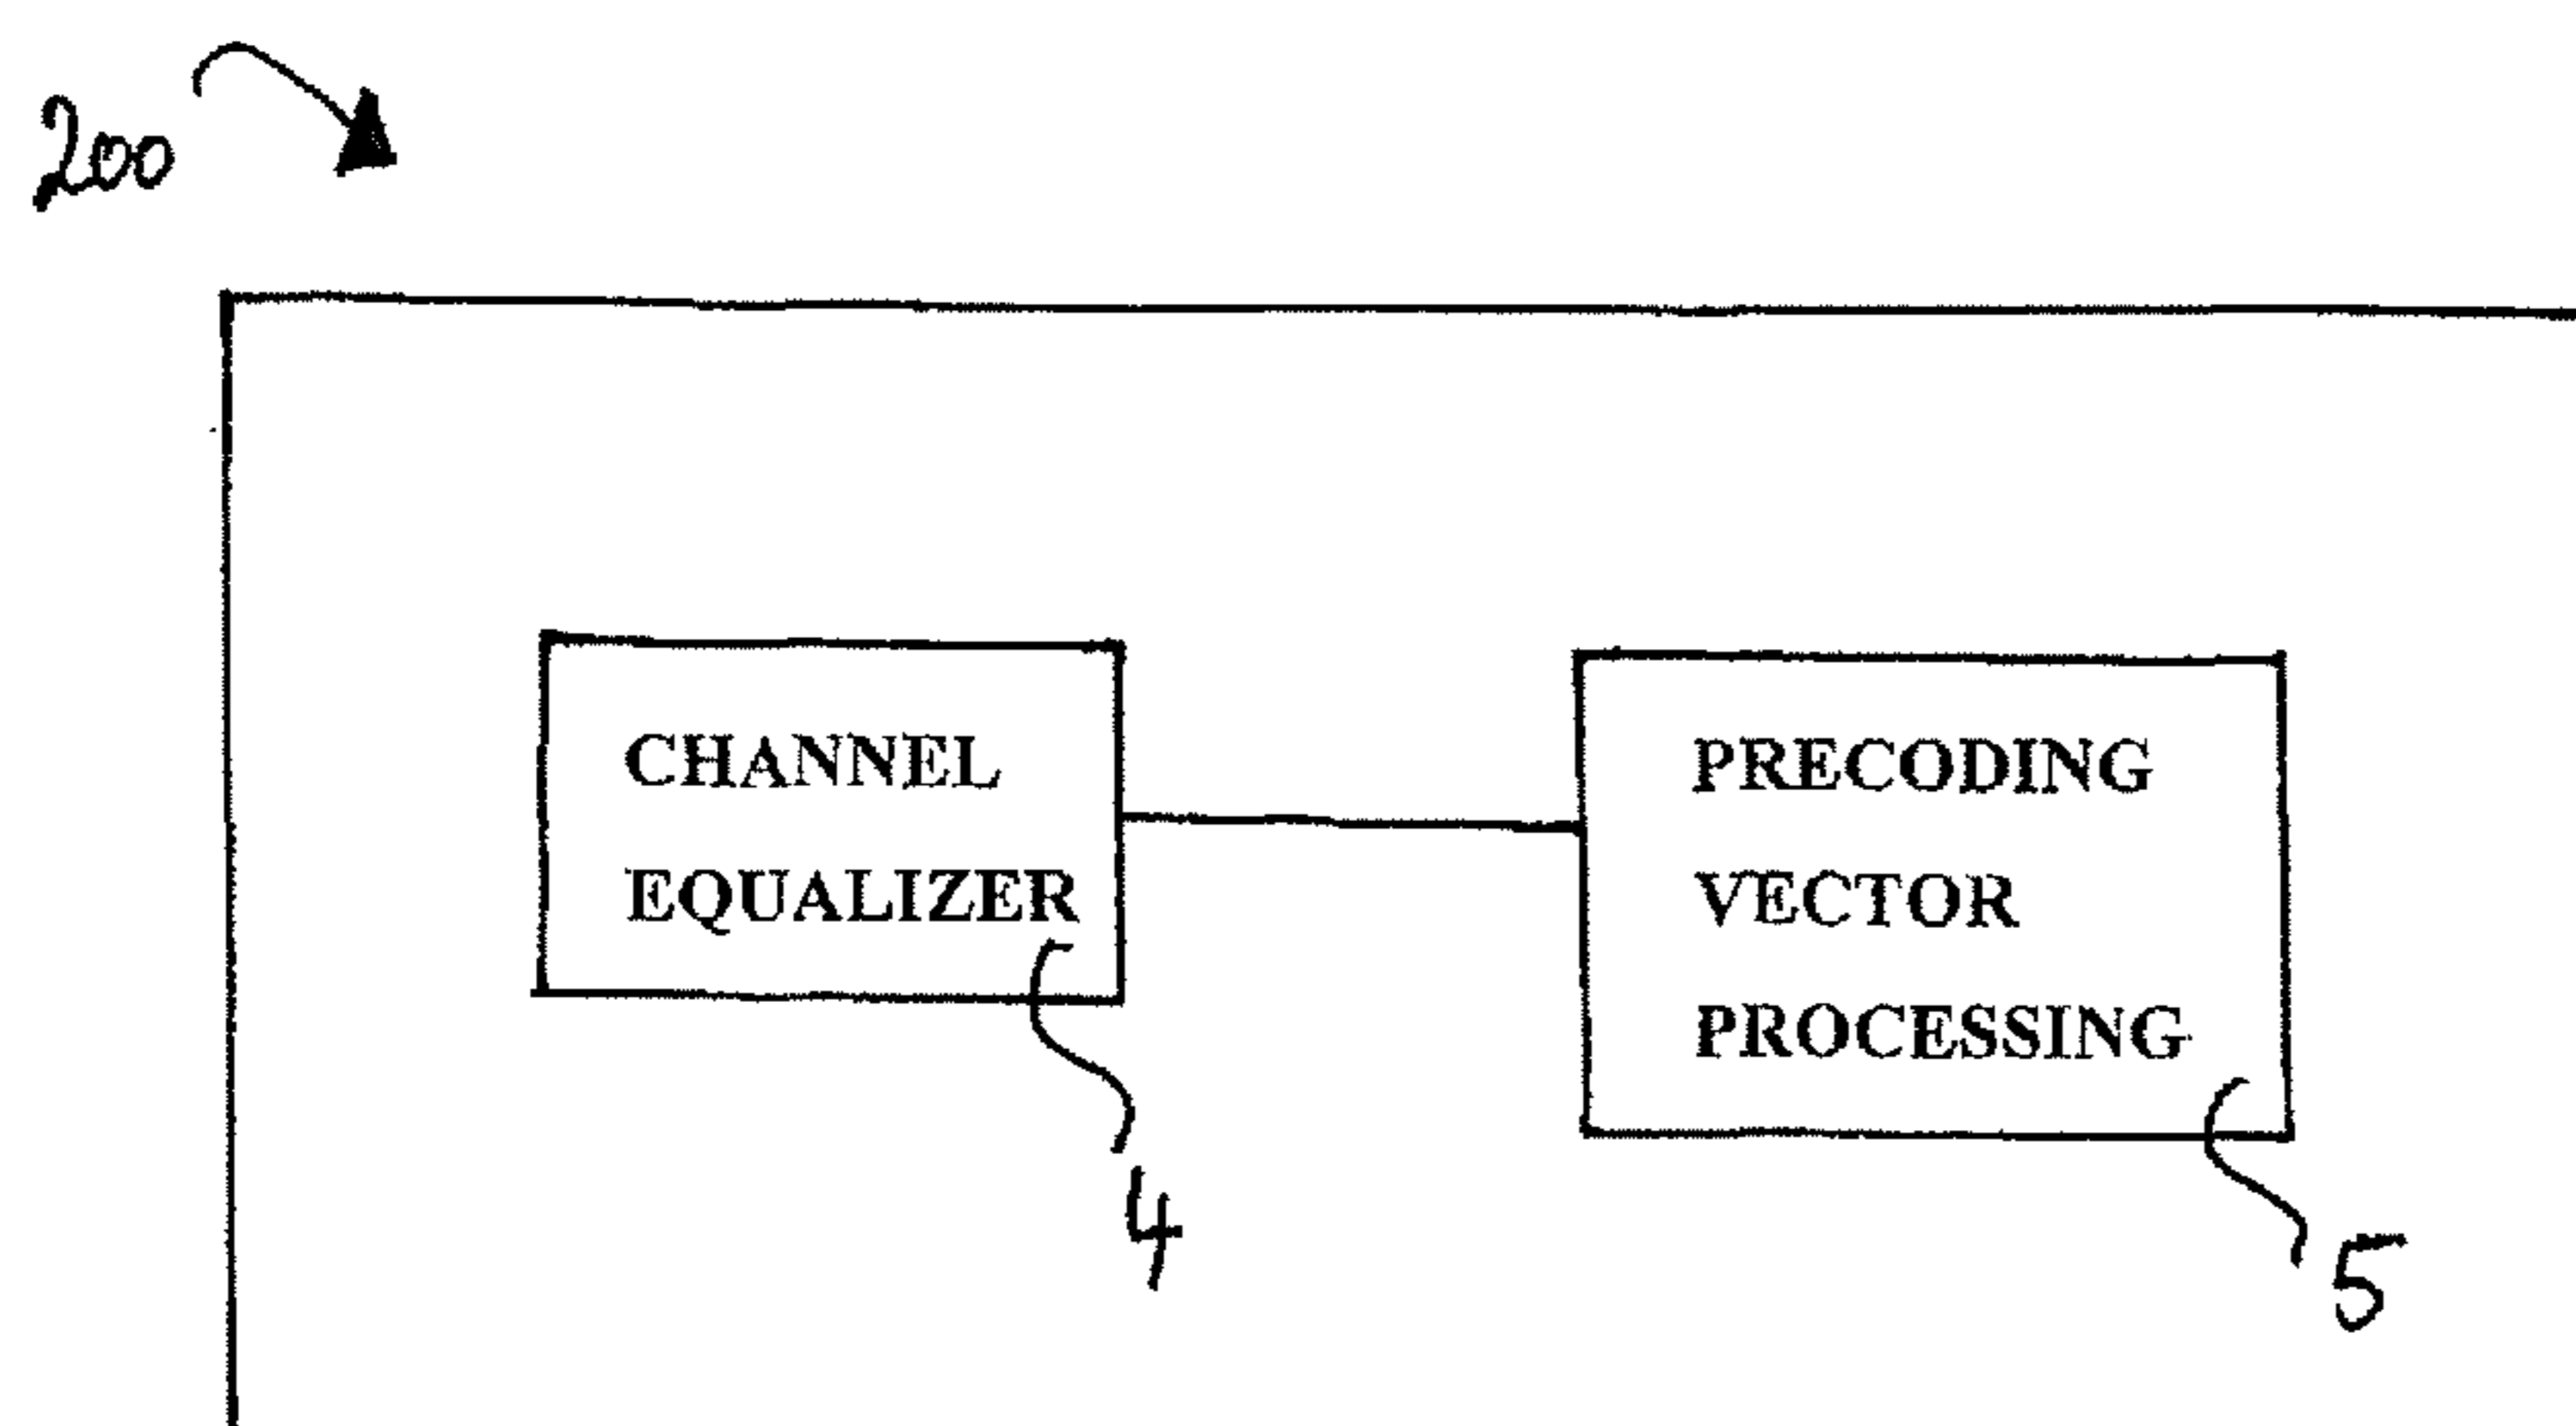 200
CHANNEL
EQUALIZER
4
PRECODING
VECTOR
PROCESSING
5